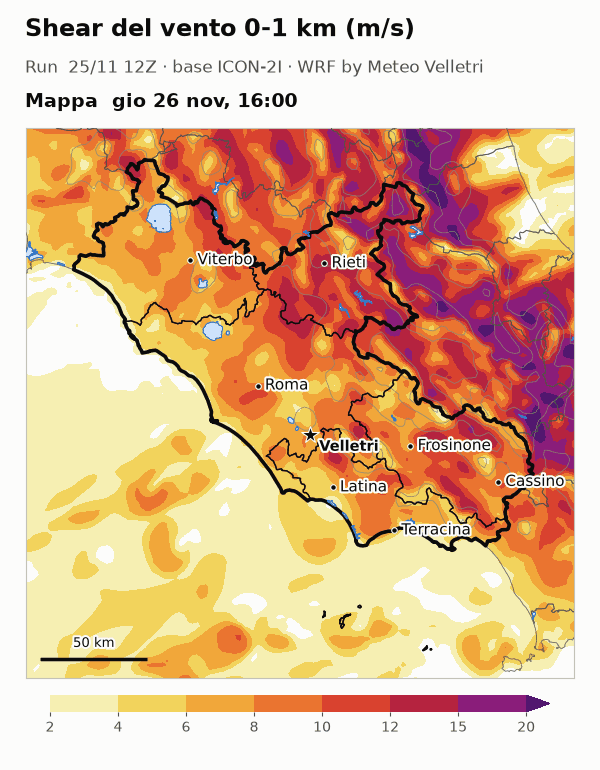 Shear del vento 0-1 km (m/s)
Run  25/11 12Z · base ICON-2I · WRF by Meteo Velletri
Mappa  gio 26 nov, 16:00
Viterbo
Rieti
Roma
Velletri
Frosinone
Latina
Cassino
Terracina
50 km
2 4 6 8 10 12 15 20